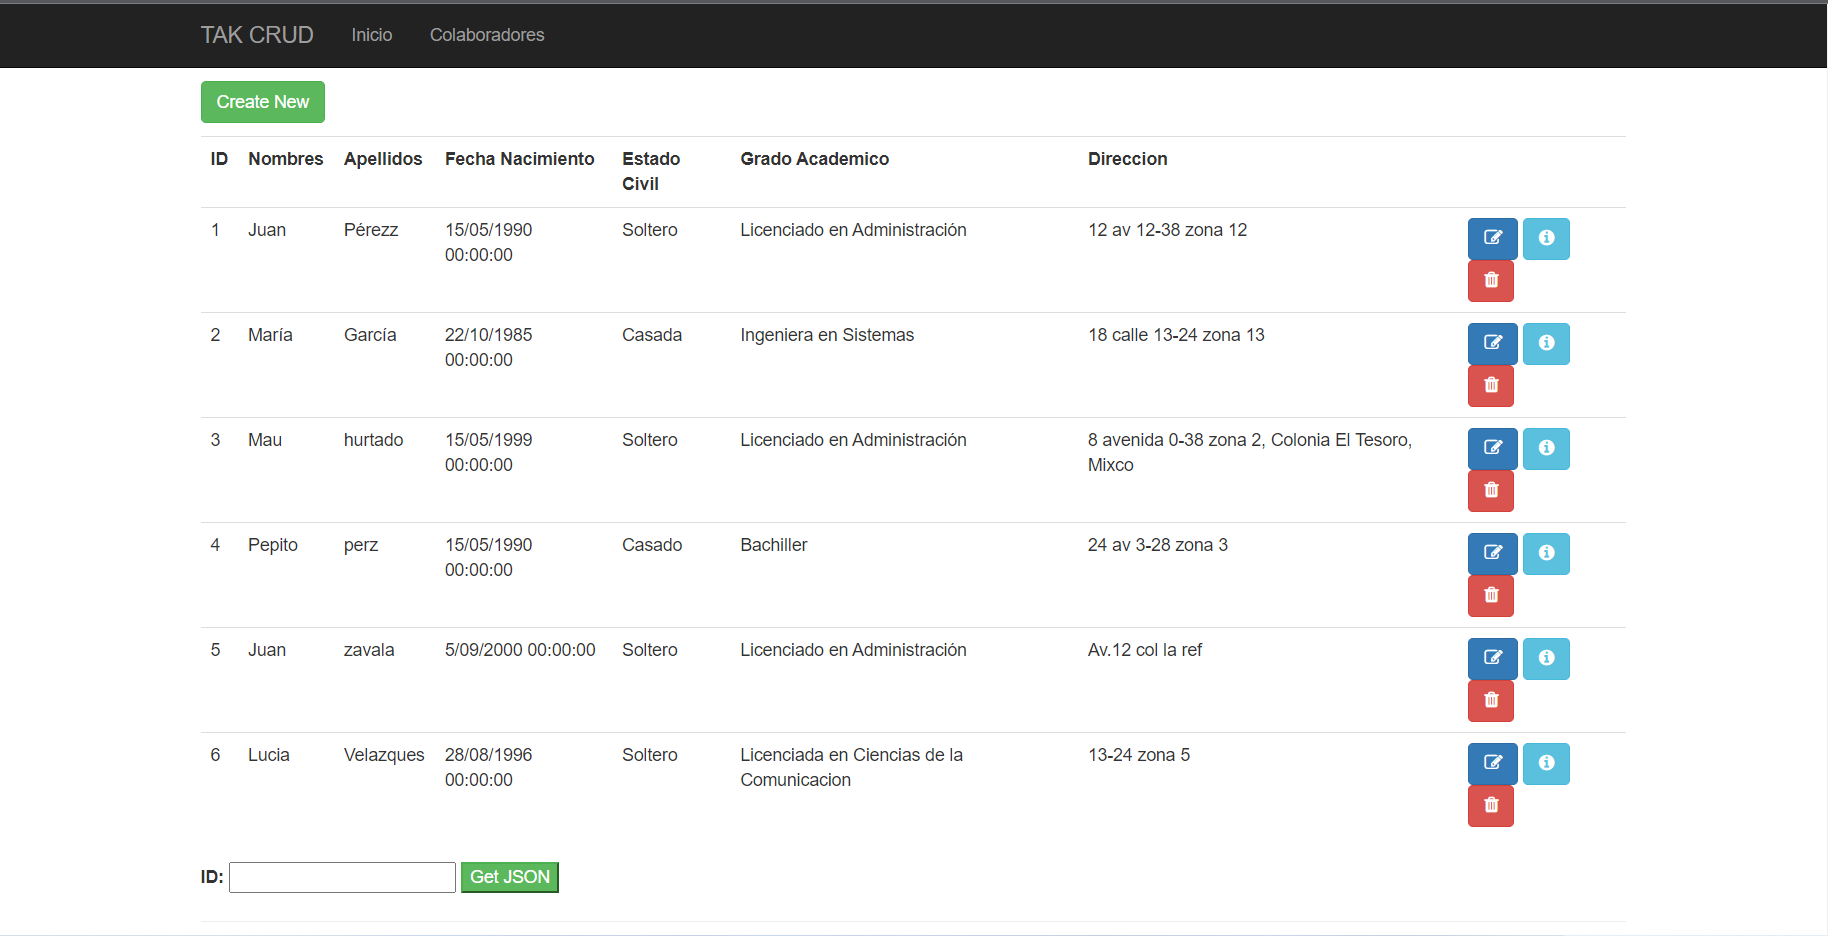 TAK CRUD Inicio Colaboradores
Create New
ID Nombres Apellidos Fecha Nacimiento Estado Civil Grado Academico Direccion
1 Juan Pérezz 15/05/1990 00:00:00 Soltero Licenciado en Administración 12 av 12-38 zona 12
2 María García 22/10/1985 00:00:00 Casada Ingeniera en Sistemas 18 calle 13-24 zona 13
3 Mau hurtado 15/05/1999 00:00:00 Soltero Licenciado en Administración 8 avenida 0-38 zona 2, Colonia El Tesoro, Mixco
4 Pepito perz 15/05/1990 00:00:00 Casado Bachiller 24 av 3-28 zona 3
5 Juan zavala 5/09/2000 00:00:00 Soltero Licenciado en Administración Av.12 col la ref
6 Lucia Velazques 28/08/1996 00:00:00 Soltero Licenciada en Ciencias de la Comunicacion 13-24 zona 5
ID: Get JSON